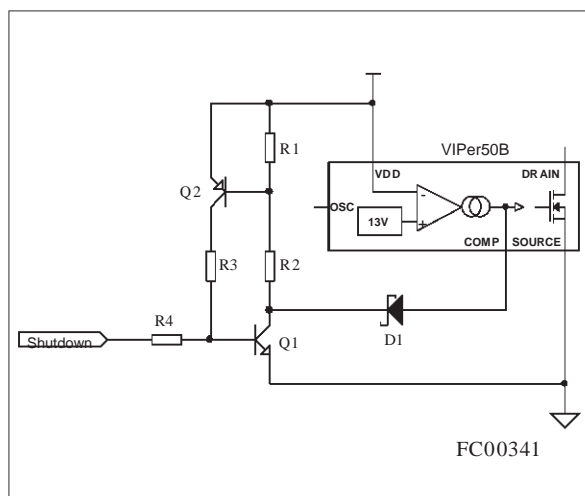 R1
VIPer50B
VDD
DRAIN
Q2
-
OSC
13V
+
COMP
SOURCE
R3
R2
R4
Shutdown
Q1
D1
FC00341